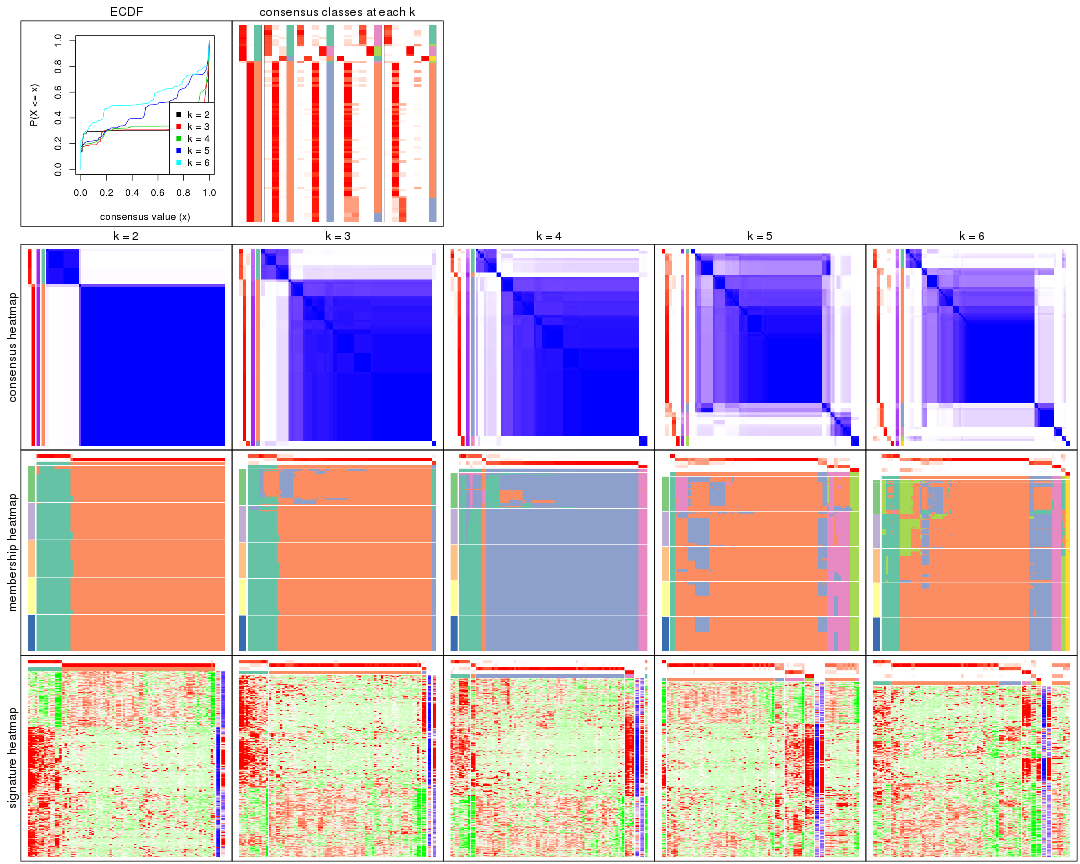 ECDF
consensus classes at each k
P(X <= x)
1.0
0.8
0.6
0.4
0.2
0.0
k = 2
k = 3
k = 4
k = 5
k = 6
0.0 0.2 0.4 0.6 0.8 1.0
consensus value (x)
k = 2
k = 3
k = 4
k = 5
k = 6
consensus heatmap
membership heatmap
signature heatmap